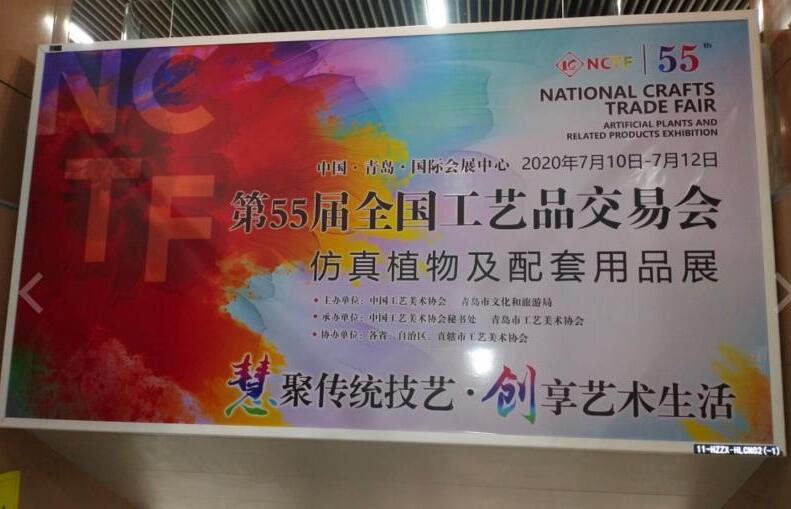 NCTF
NCTF 55th
NATIONAL CRAFTS
TRADE FAIR
ARTIFICIAL PLANTS AND
RELATED PRODUCTS EXHIBITION
中国·青岛·国际会展中心 2020年7月10日-7月12日
第55届全国工艺品交易会
仿真植物及配套用品展
• 主办单位：中国工艺美术协会 青岛市文化和旅游局
• 承办单位：中国工艺美术协会秘书处 青岛市工艺美术协会
• 协办单位：各省、自治区、直辖市工艺美术协会
慧聚传统技艺·创享艺术生活
11-NZZX-HLCN02(-1)